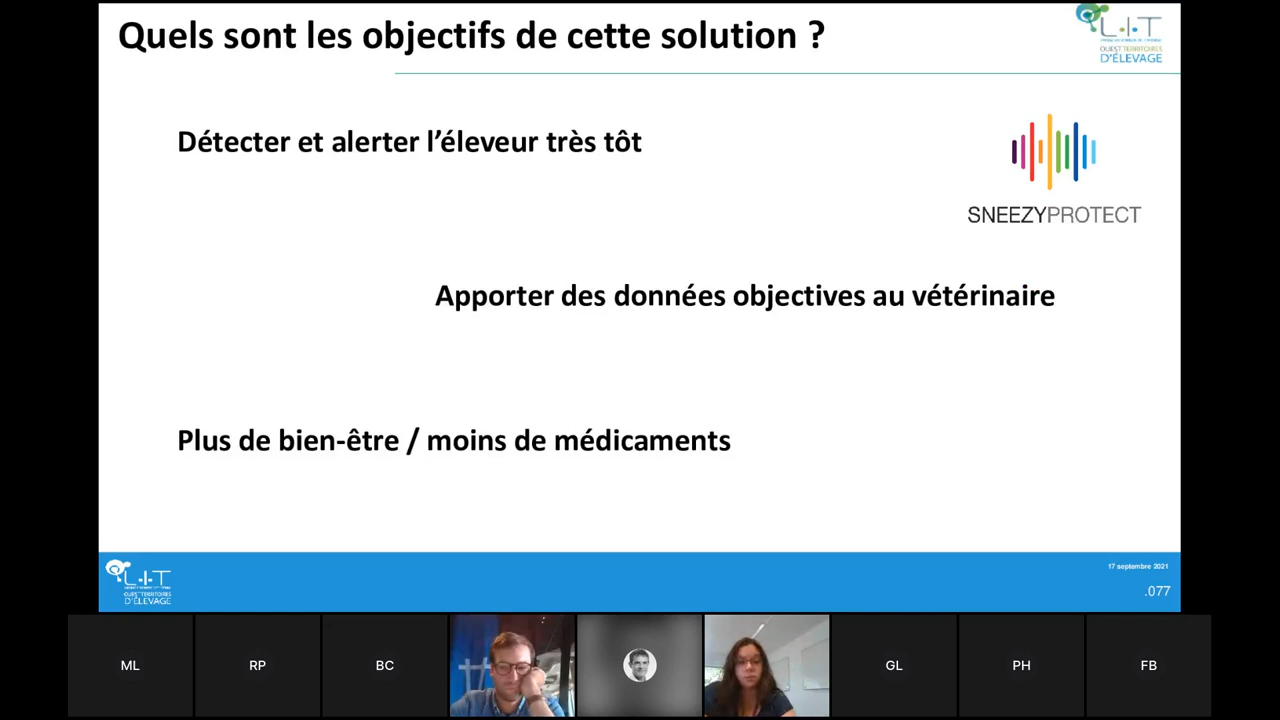 Quels sont les objectifs de cette solution ?
L·I·T
OUEST TERRITOIRES
D'ÉLEVAGE
Détecter et alerter l’éleveur très tôt
SNEEZYPROTECT
Apporter des données objectives au vétérinaire
Plus de bien-être / moins de médicaments
L·I·T
OUEST TERRITOIRES
D'ÉLEVAGE
17 septembre 2021
.077
ML
RP
BC
GL
PH
FB